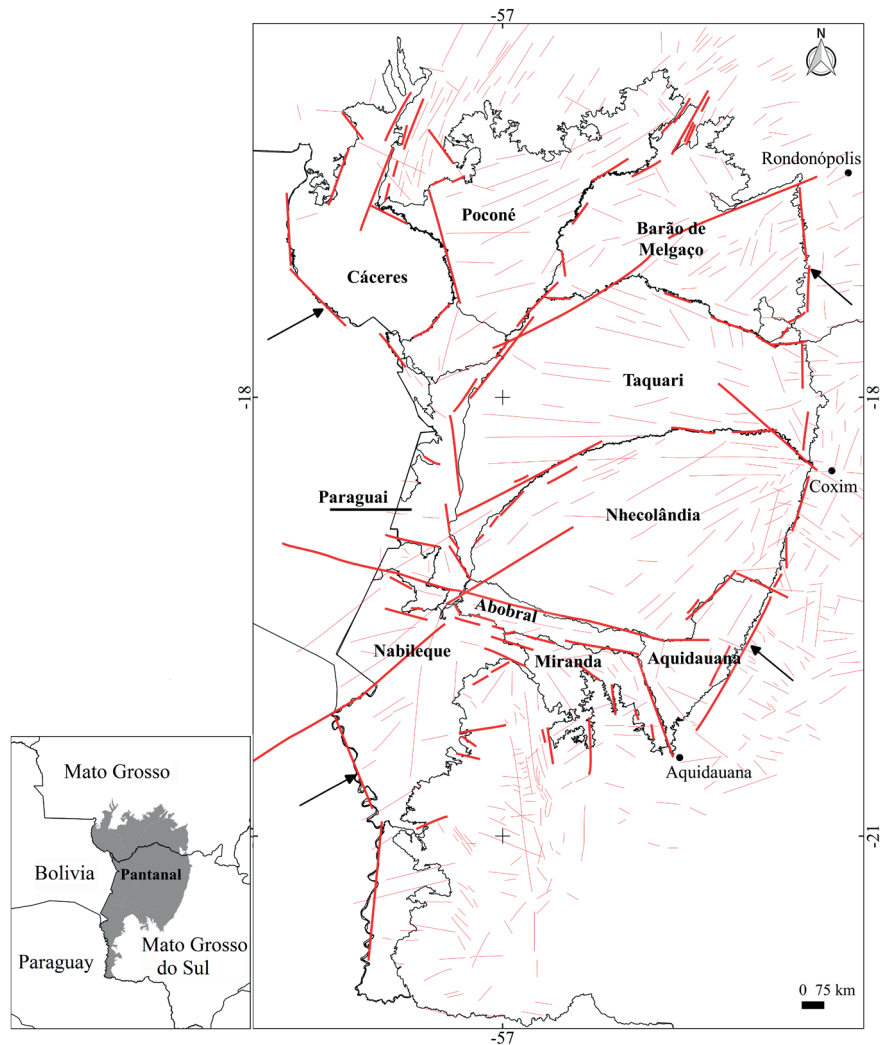 -57
N
Rondonópolis
Poconé
Barão de
Melgaço
Cáceres
-18
Taquari
-18
Coxim
Paraguai
Nhecolândia
Abobral
Nabileque
Miranda
Aquidauana
Aquidauana
Mato Grosso
Bolivia
Pantanal
Paraguay
Mato Grosso
do Sul
-21
0 75 km
-57